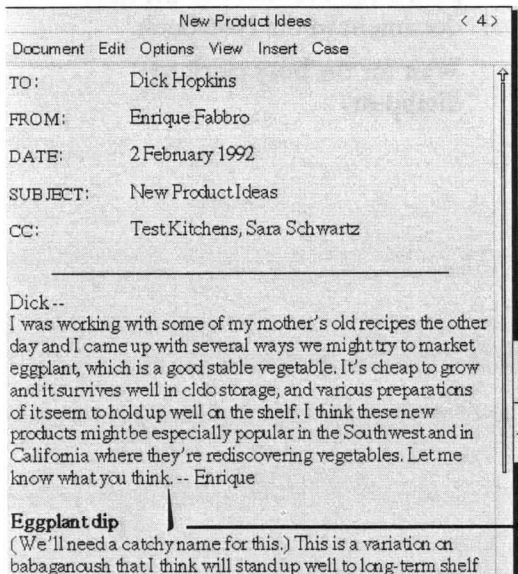 New Product Ideas < 4 >
Document Edit Options View Insert Case
TO: Dick Hopkins
FROM: Enrique Fabbro
DATE: 2 February 1992
SUBJECT: New Product Ideas
CC: Test Kitchens, Sara Schwartz
Dick --
I was working with some of my mother's old recipes the other
day and I came up with several ways we might try to market
eggplant, which is a good stable vegetable. It's cheap to grow
and it survives well in cldo storage, and various preparations
of it seem to hold up well on the shelf. I think these new
products might be especially popular in the Southwest and in
California where they're rediscovering vegetables. Let me
know what you think. -- Enrique
Eggplant dip
(We'll need a catchy name for this.) This is a variation on
babaganoush that I think will stand up well to long-term shelf